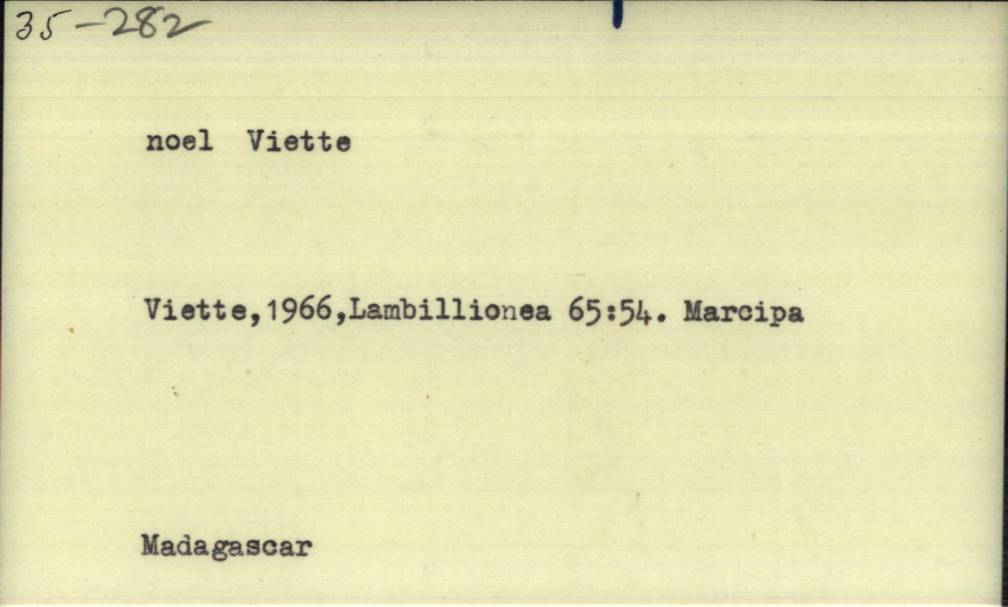 35-282
noel Viette
Viette,1966,Lambillionea 65:54. Marcipa
Madagascar